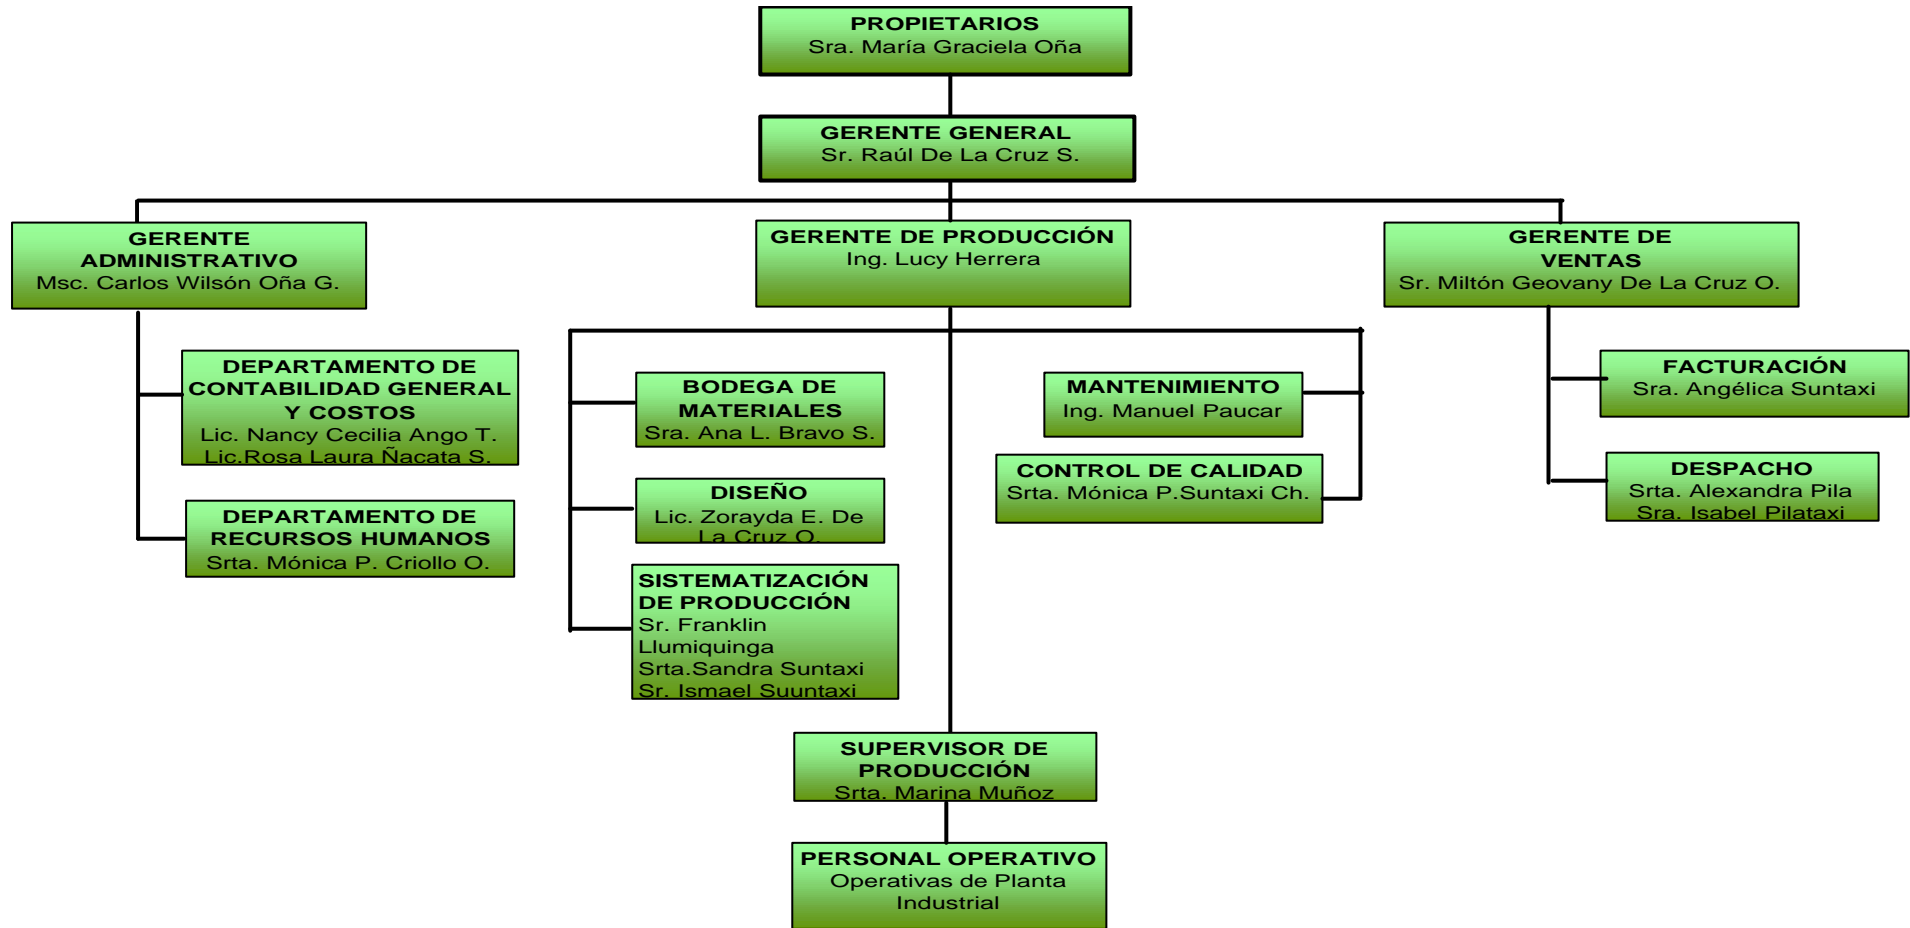 PROPIETARIOS
Sra. María Graciela Oña
GERENTE GENERAL
Sr. Raúl De La Cruz S.
GERENTE
ADMINISTRATIVO
Msc. Carlos Wilsón Oña G.
GERENTE DE PRODUCCIÓN
Ing. Lucy Herrera
GERENTE DE
VENTAS
Sr. Miltón Geovany De La Cruz O.
DEPARTAMENTO DE
CONTABILIDAD GENERAL
Y COSTOS
Lic. Nancy Cecilia Ango T.
Lic.Rosa Laura Ñacata S.
DEPARTAMENTO DE
RECURSOS HUMANOS
Srta. Mónica P. Criollo O.
BODEGA DE
MATERIALES
Sra. Ana L. Bravo S.
DISEÑO
Lic. Zorayda E. De
La Cruz O.
SISTEMATIZACIÓN
DE PRODUCCIÓN
Sr. Franklin
Llumiquinga
Srta.Sandra Suntaxi
Sr. Ismael Suuntaxi
MANTENIMIENTO
Ing. Manuel Paucar
CONTROL DE CALIDAD
Srta. Mónica P.Suntaxi Ch.
FACTURACIÓN
Sra. Angélica Suntaxi
DESPACHO
Srta. Alexandra Pila
Sra. Isabel Pilataxi
SUPERVISOR DE
PRODUCCIÓN
Srta. Marina Muñoz
PERSONAL OPERATIVO
Operativas de Planta
Industrial